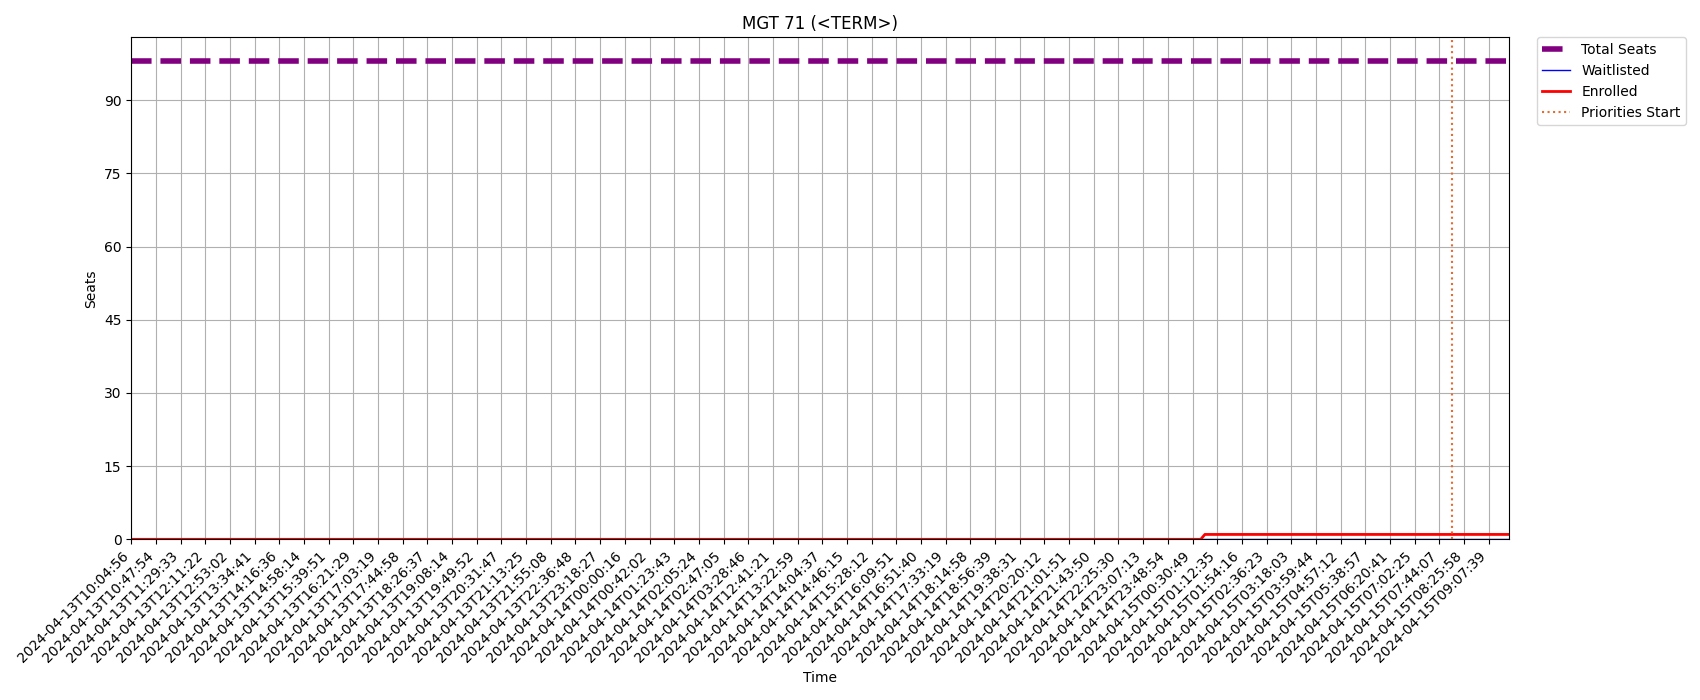 MGT 71 (<TERM>)
Total Seats
Waitlisted
Enrolled
Priorities Start
Seats
90
75
60
45
30
15
0
2024-04-13T10:04:56
2024-04-13T10:47:54
2024-04-13T11:29:33
2024-04-13T12:11:22
2024-04-13T12:53:02
2024-04-13T13:34:41
2024-04-13T14:16:36
2024-04-13T14:58:14
2024-04-13T15:39:51
2024-04-13T16:21:29
2024-04-13T17:03:19
2024-04-13T17:44:58
2024-04-13T18:26:37
2024-04-13T19:08:14
2024-04-13T19:49:52
2024-04-13T20:31:47
2024-04-13T21:13:25
2024-04-13T21:55:08
2024-04-13T22:36:48
2024-04-13T23:18:27
2024-04-14T00:00:16
2024-04-14T00:42:02
2024-04-14T01:23:43
2024-04-14T02:05:24
2024-04-14T02:47:05
2024-04-14T03:28:46
2024-04-14T12:41:21
2024-04-14T13:22:59
2024-04-14T14:04:37
2024-04-14T14:46:15
2024-04-14T15:28:12
2024-04-14T16:09:51
2024-04-14T16:51:40
2024-04-14T17:33:19
2024-04-14T18:14:58
2024-04-14T18:56:39
2024-04-14T19:38:31
2024-04-14T20:20:12
2024-04-14T21:01:51
2024-04-14T21:43:50
2024-04-14T22:25:30
2024-04-14T23:07:13
2024-04-14T23:48:54
2024-04-15T00:30:49
2024-04-15T01:12:35
2024-04-15T01:54:16
2024-04-15T02:36:23
2024-04-15T03:18:03
2024-04-15T03:59:44
2024-04-15T04:57:12
2024-04-15T05:38:57
2024-04-15T06:20:41
2024-04-15T07:02:25
2024-04-15T07:44:07
2024-04-15T08:25:58
2024-04-15T09:07:39
Time